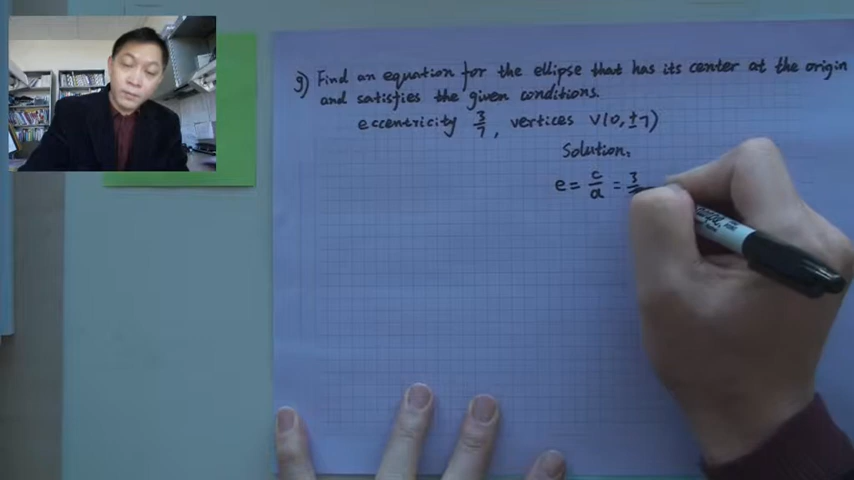 9) Find an equation for the ellipse that has its center at the origin
and satisfies the given conditions.
eccentricity 3/7, vertices V(0, ±7)
Solution.
e = c/a = 3/